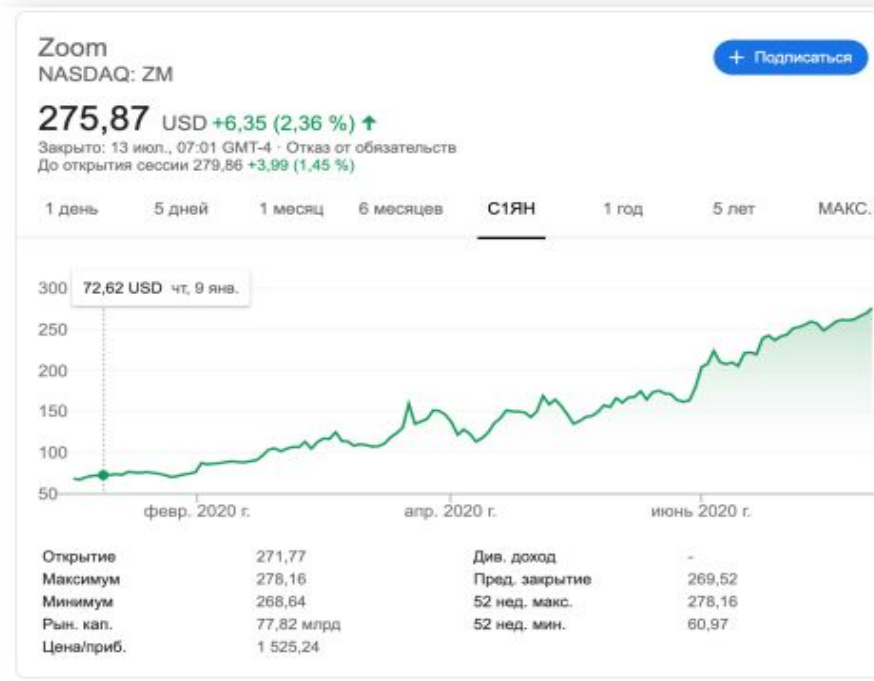 Zoom
NASDAQ: ZM
+ Подписаться
275,87 USD +6,35 (2,36 %) ↑
Закрыто: 13 июл., 07:01 GMT-4 · Отказ от обязательств
До открытия сессии 279,86 +3,99 (1,45 %)
1 день 5 дней 1 месяц 6 месяцев С1ЯН 1 год 5 лет МАКС.
72,62 USD чт, 9 янв.
300
250
200
150
100
50
февр. 2020 г. апр. 2020 г. июнь 2020 г.
Открытие 271,77 Див. доход -
Максимум 278,16 Пред. закрытие 269,52
Минимум 268,64 52 нед. макс. 278,16
Рын. кап. 77,82 млрд 52 нед. мин. 60,97
Цена/приб. 1 525,24